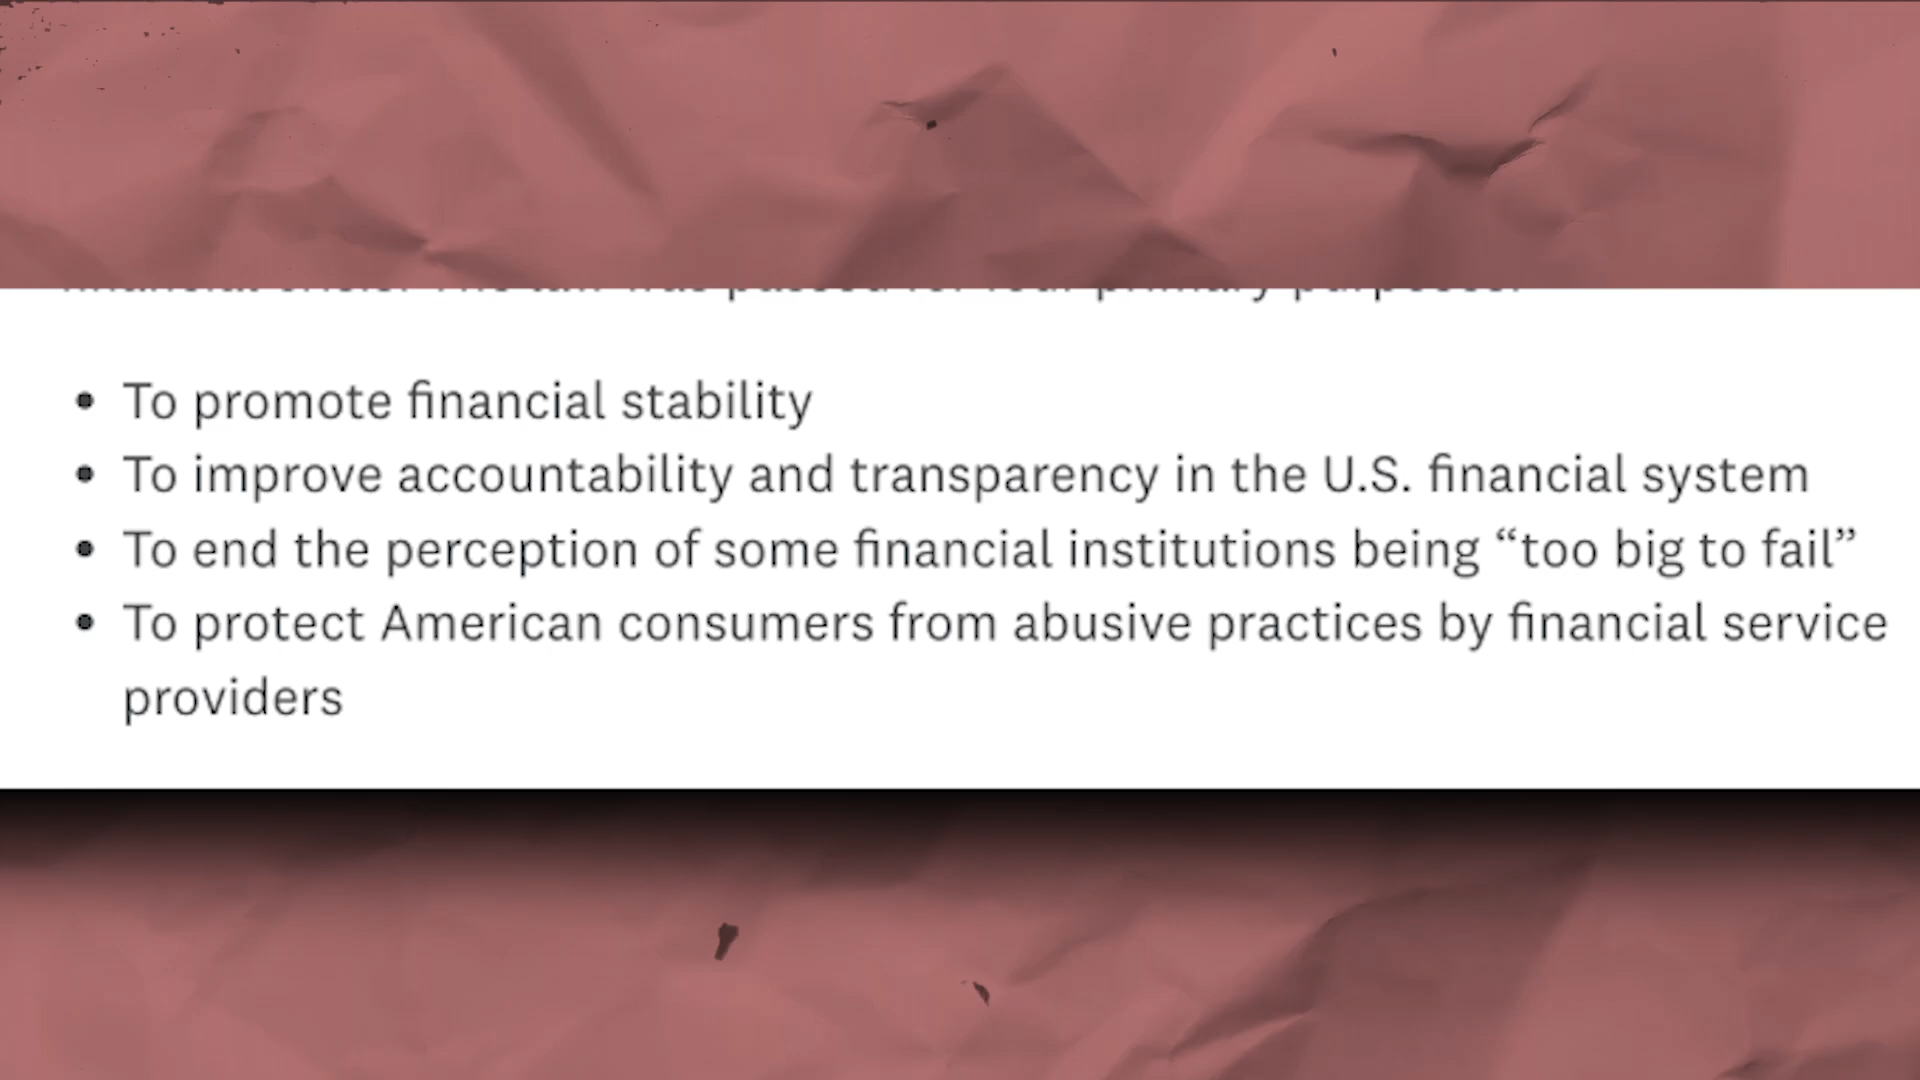 • To promote financial stability
• To improve accountability and transparency in the U.S. financial system
• To end the perception of some financial institutions being “too big to fail”
• To protect American consumers from abusive practices by financial service
providers